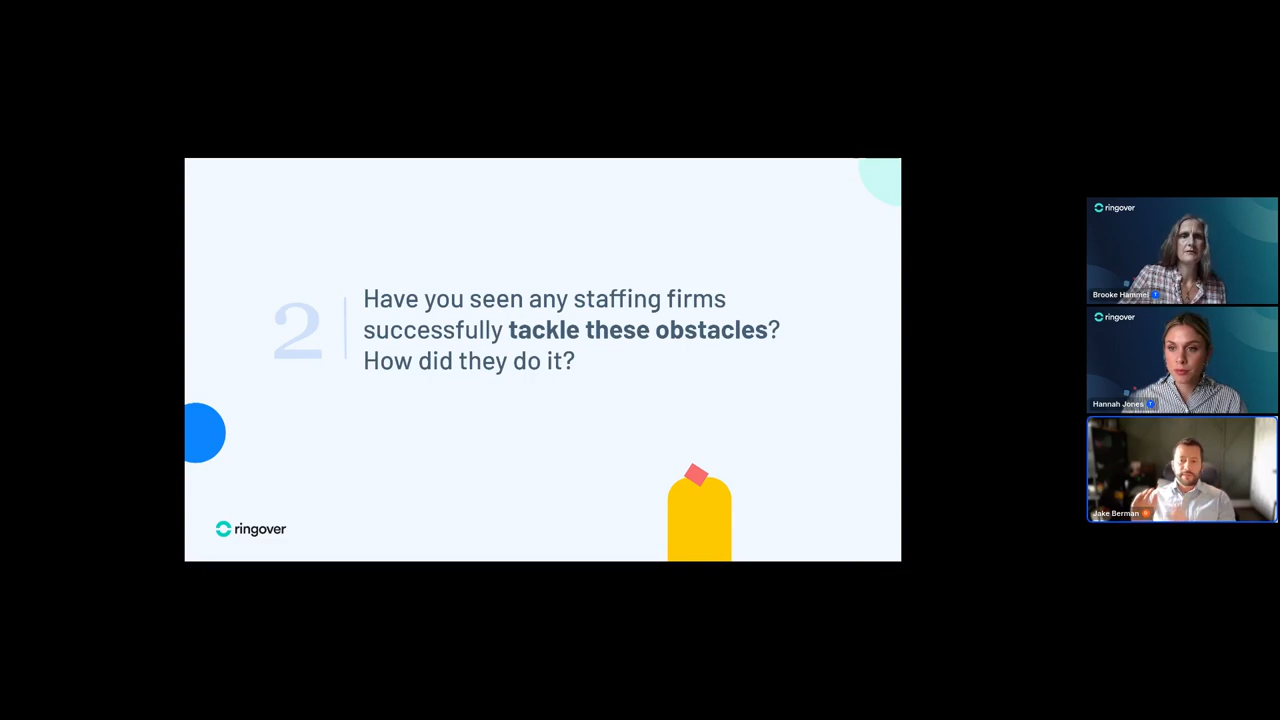 2
Have you seen any staffing firms
successfully tackle these obstacles?
How did they do it?
ringover
ringover
Brooke Hammel
ringover
Hannah Jones
Jake Berman